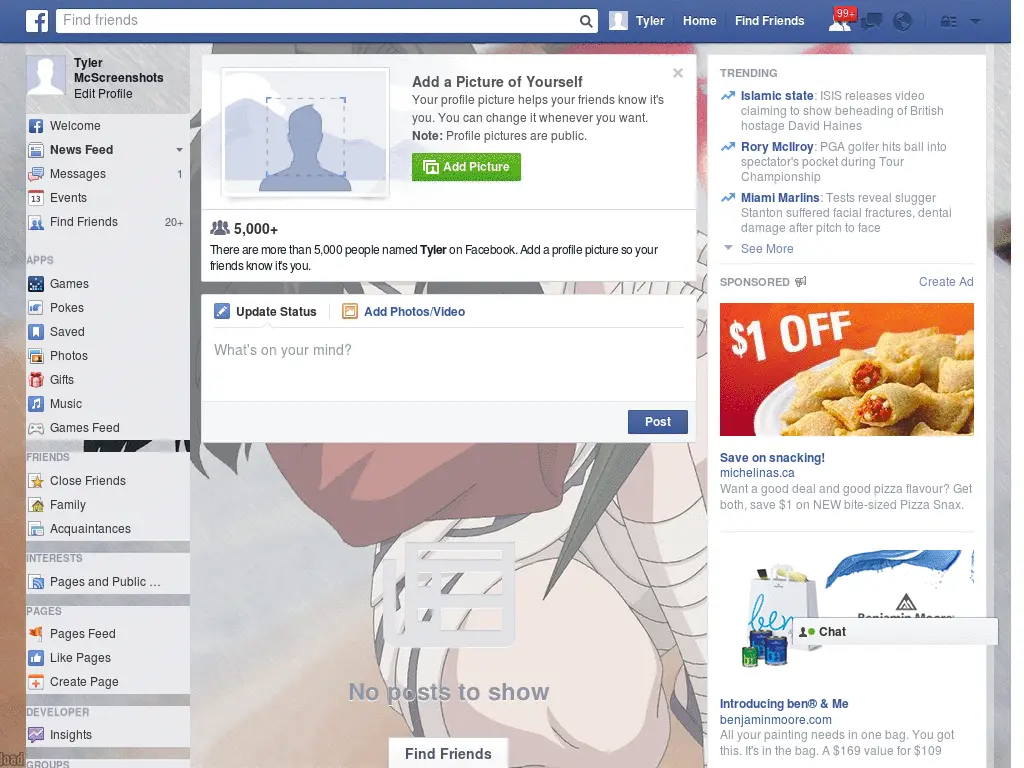 Find friends
Tyler
Home
Find Friends
99+
Tyler
McScreenshots
Edit Profile
Welcome
News Feed
Messages 1
Events
Find Friends 20+
APPS
Games
Pokes
Saved
Photos
Gifts
Music
Games Feed
FRIENDS
Close Friends
Family
Acquaintances
INTERESTS
Pages and Public ...
PAGES
Pages Feed
Like Pages
Create Page
DEVELOPER
Insights
GROUPS
Add a Picture of Yourself
Your profile picture helps your friends know it's
you. You can change it whenever you want.
Note: Profile pictures are public.
Add Picture
5,000+
There are more than 5,000 people named Tyler on Facebook. Add a profile picture so your
friends know it's you.
Update Status
Add Photos/Video
What's on your mind?
Post
No posts to show
Find Friends
TRENDING
Islamic state: ISIS releases video
claiming to show beheading of British
hostage David Haines
Rory McIlroy: PGA golfer hits ball into
spectator's pocket during Tour
Championship
Miami Marlins: Tests reveal slugger
Stanton suffered facial fractures, dental
damage after pitch to face
See More
SPONSORED
Create Ad
$1 OFF
Save on snacking!
michelinas.ca
Want a good deal and good pizza flavour? Get
both, save $1 on NEW bite-sized Pizza Snax.
ben
Benjamin Moore
Chat
Introducing ben® & Me
benjaminmoore.com
All your painting needs in one bag. You got
this. It's in the bag. A $169 value for $109